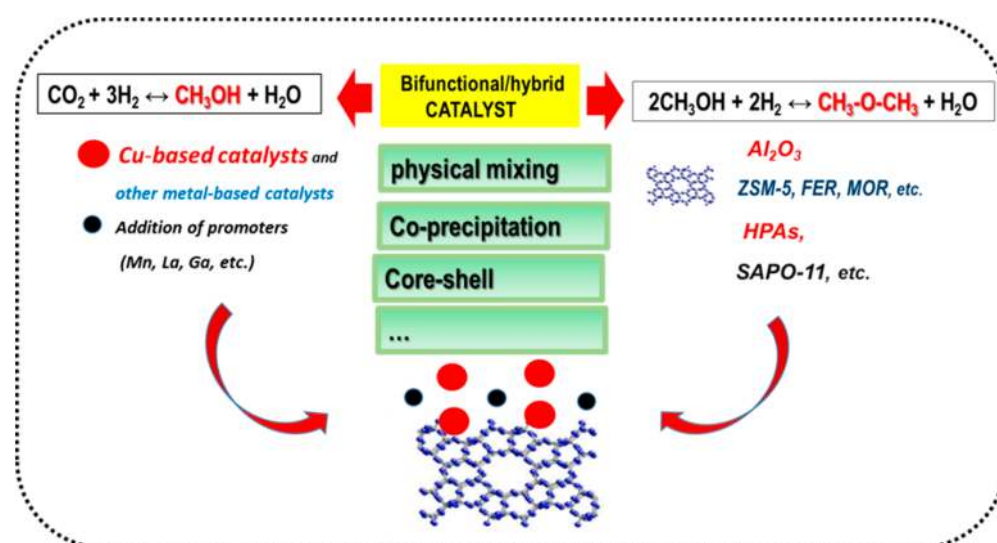 CO₂ + 3H₂ ↔ CH₃OH + H₂O
Cu-based catalysts and
other metal-based catalysts
Addition of promoters
(Mn, La, Ga, etc.)
Bifunctional/hybrid
CATALYST
physical mixing
Co-precipitation
Core-shell
...
2CH₃OH + 2H₂ ↔ CH₃-O-CH₃ + H₂O
Al₂O₃
ZSM-5, FER, MOR, etc.
HPAs,
SAPO-11, etc.